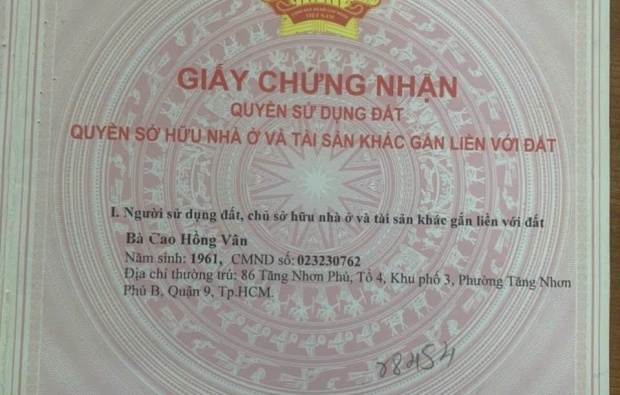 VIỆT NAM
GIẤY CHỨNG NHẬN
QUYỀN SỬ DỤNG ĐẤT
QUYỀN SỞ HỮU NHÀ Ở VÀ TÀI SẢN KHÁC GẮN LIỀN VỚI ĐẤT
I. Người sử dụng đất, chủ sở hữu nhà ở và tài sản khác gắn liền với đất
Bà Cao Hồng Vân
Năm sinh: 1961, CMND số: 023230762
Địa chỉ thường trú: 86 Tăng Nhơn Phú, Tổ 4, Khu phố 3, Phường Tăng Nhơn
Phú B, Quận 9, Tp.HCM.